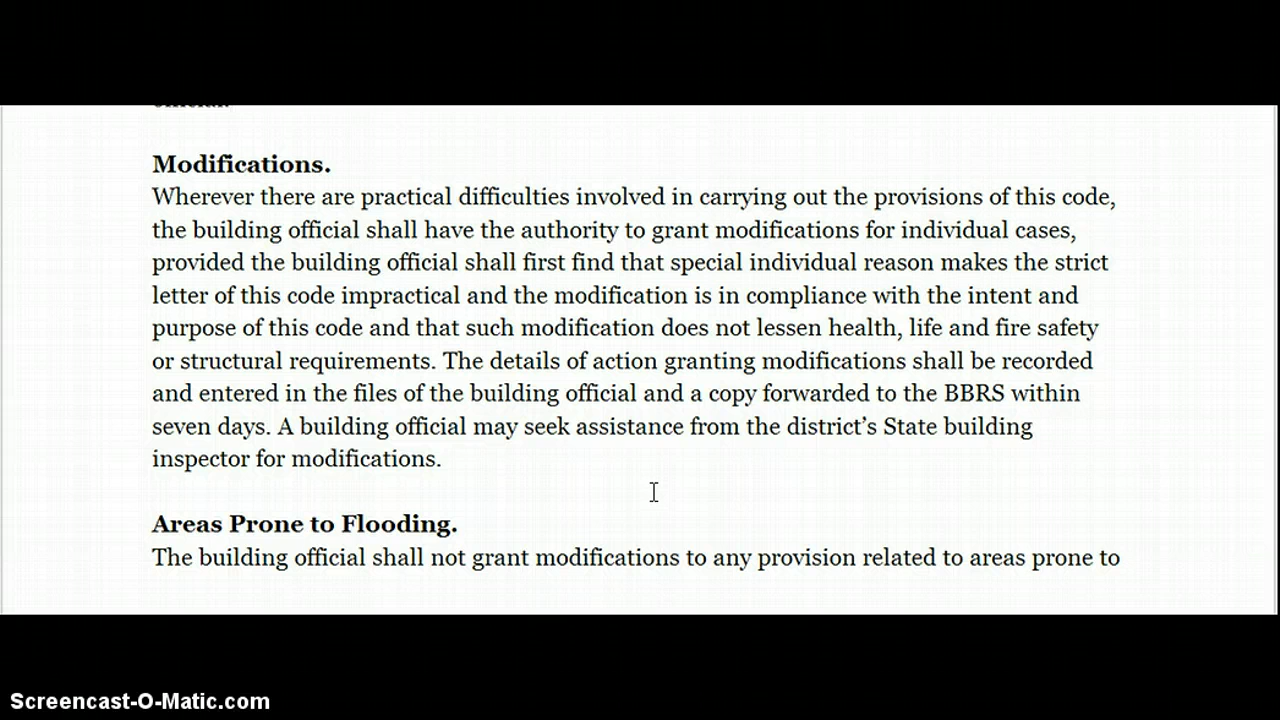 Modifications.
Wherever there are practical difficulties involved in carrying out the provisions of this code,
the building official shall have the authority to grant modifications for individual cases,
provided the building official shall first find that special individual reason makes the strict
letter of this code impractical and the modification is in compliance with the intent and
purpose of this code and that such modification does not lessen health, life and fire safety
or structural requirements. The details of action granting modifications shall be recorded
and entered in the files of the building official and a copy forwarded to the BBRS within
seven days. A building official may seek assistance from the district’s State building
inspector for modifications.
Areas Prone to Flooding.
The building official shall not grant modifications to any provision related to areas prone to
Screencast-O-Matic.com